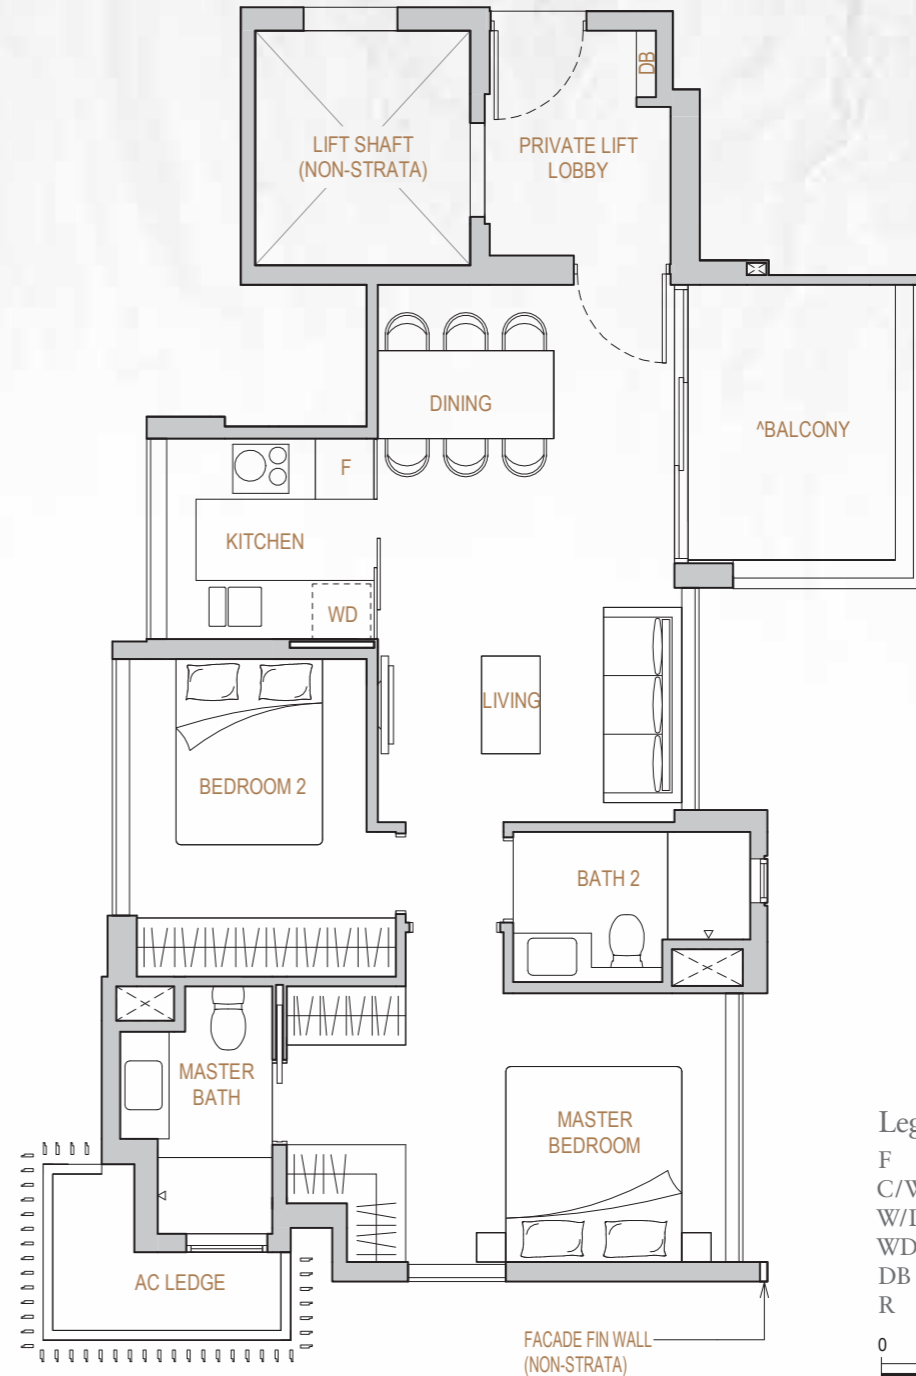 LIFT SHAFT
(NON-STRATA)
PRIVATE LIFT
LOBBY
DB
DINING
^BALCONY
F
KITCHEN
WD
LIVING
BEDROOM 2
BATH 2
MASTER
BATH
MASTER
BEDROOM
AC LEDGE
FACADE FIN WALL
(NON-STRATA)
F
WD
DB
R
0